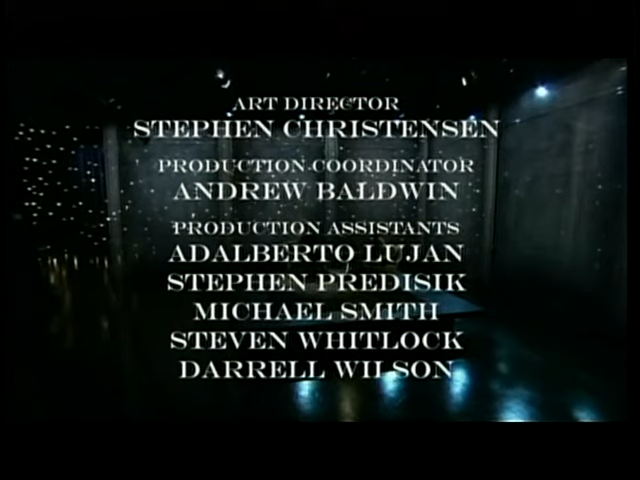 ART DIRECTOR
STEPHEN CHRISTENSEN
PRODUCTION COORDINATOR
ANDREW BALDWIN
PRODUCTION ASSISTANTS
ADALBERTO LUJAN
STEPHEN PREDISIK
MICHAEL SMITH
STEVEN WHITLOCK
DARRELL WILSON